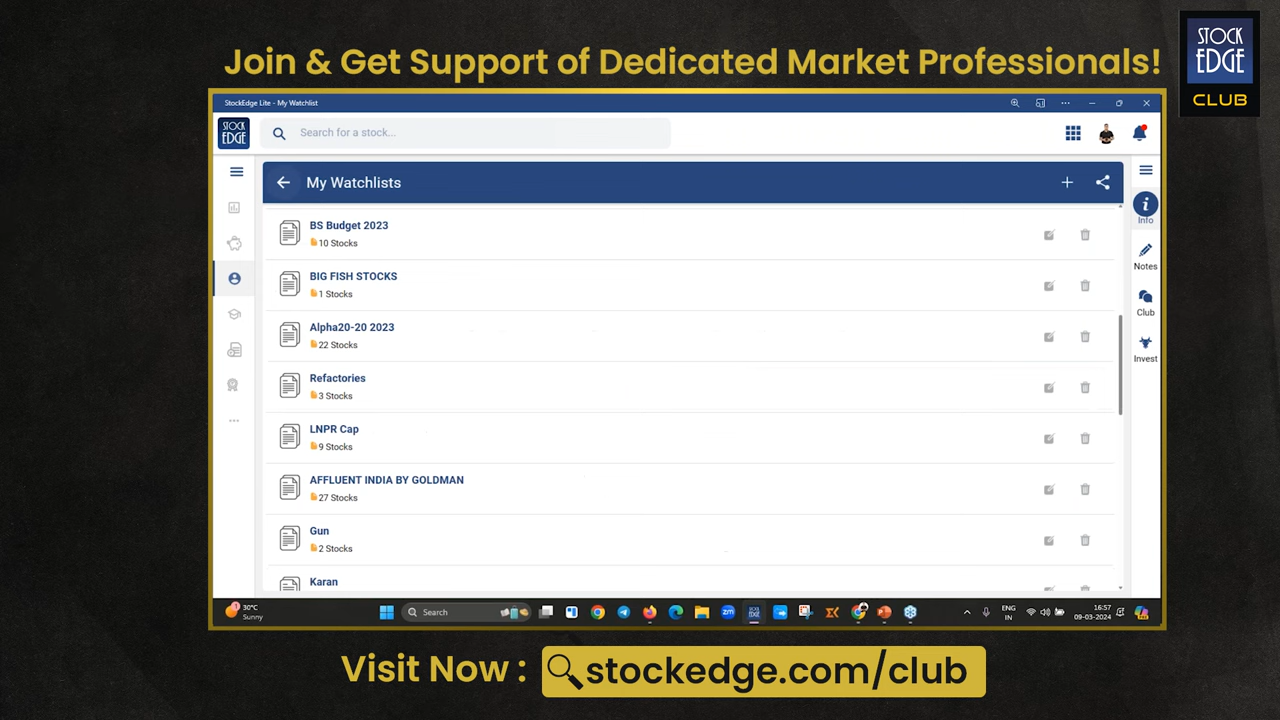 Join & Get Support of Dedicated Market Professionals!
STOCK
EDGE
CLUB
StockEdge Lite - My Watchlist
STOCK
EDGE
Search for a stock...
My Watchlists
BS Budget 2023
10 Stocks
BIG FISH STOCKS
1 Stocks
Alpha20-20 2023
22 Stocks
Refactories
3 Stocks
LNPR Cap
9 Stocks
AFFLUENT INDIA BY GOLDMAN
27 Stocks
Gun
2 Stocks
Karan
Info
Notes
Club
Invest
30°C
Sunny
Search
zm
ENG
IN
16:57
09-03-2024
Visit Now :
stockedge.com/club